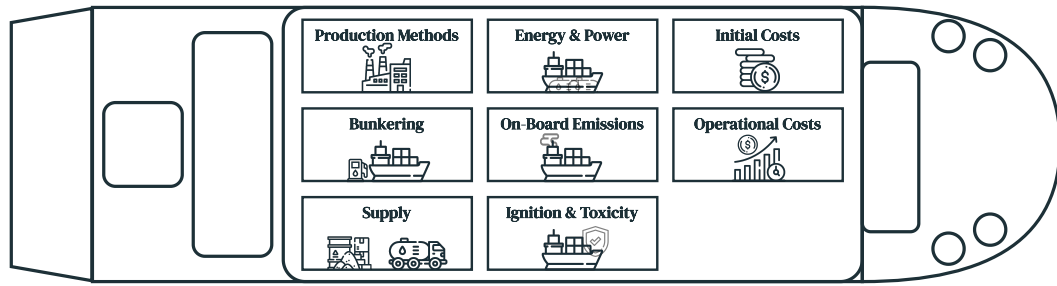 Production Methods
Energy & Power
Initial Costs
Bunkering
On-Board Emissions
Operational Costs
Supply
Ignition & Toxicity